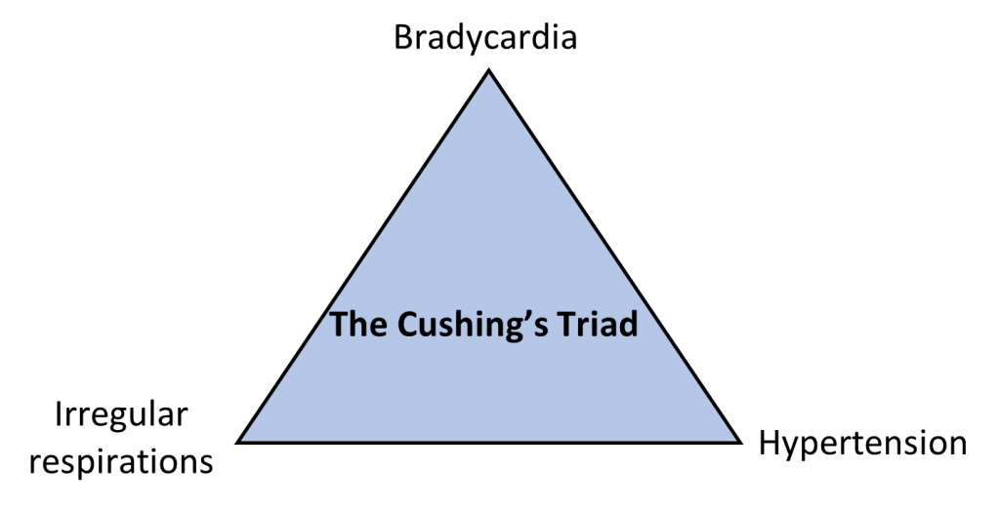 Bradycardia
The Cushing’s Triad
Irregular
respirations
Hypertension